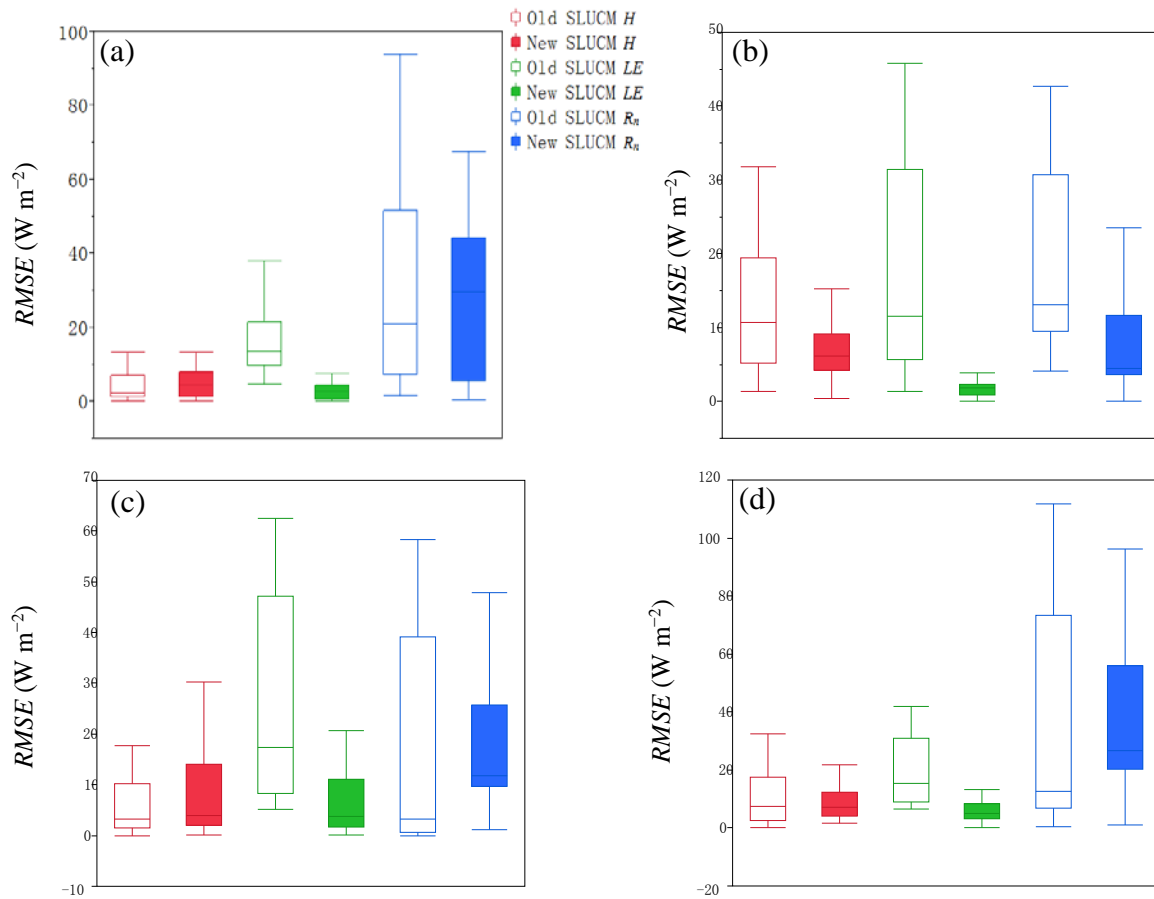 (a)
100
80
60
40
20
0
RMSE (W m⁻²)
Old SLUCM H
New SLUCM H
Old SLUCM LE
New SLUCM LE
Old SLUCM Rₙ
New SLUCM Rₙ
(b)
50
40
30
20
10
0
RMSE (W m⁻²)
(c)
70
60
50
40
30
20
10
0
-10
RMSE (W m⁻²)
(d)
120
100
80
60
40
20
0
-20
RMSE (W m⁻²)